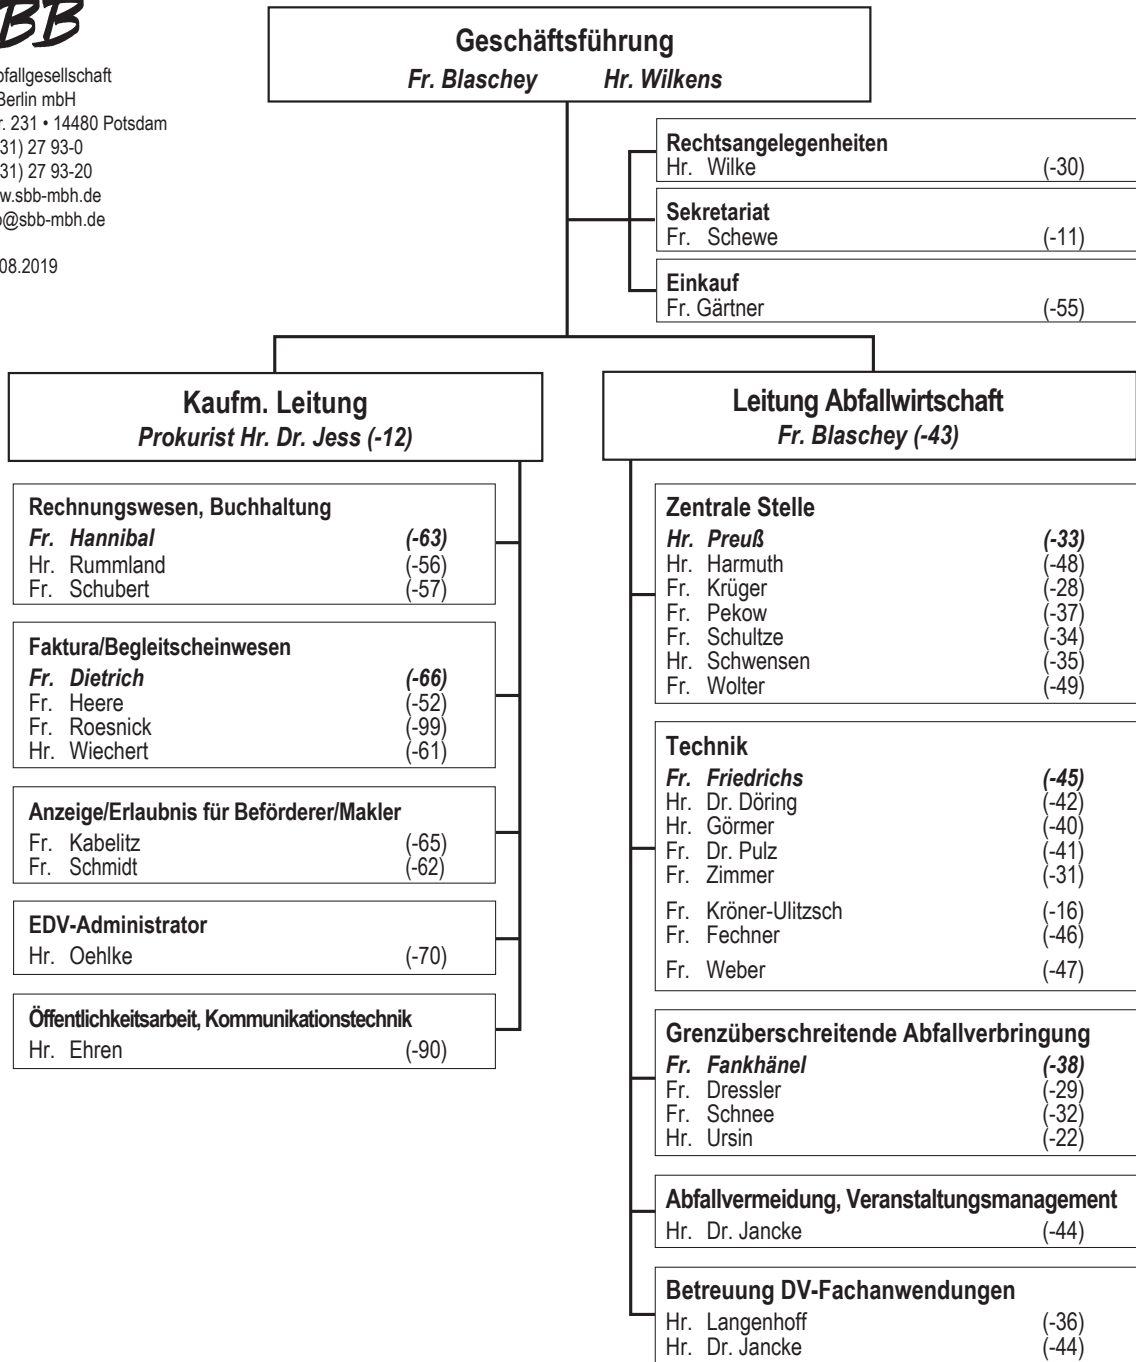 BB
Geschäftsführung
Fr. Blaschey Hr. Wilkens
Berlin mbH
231 • 14480 Potsdam
31) 27 93-0
31) 27 93-20
sbb-mbh.de
@sbb-mbh.de
08.2019
Rechtsangelegenheiten
Hr. Wilke (-30)
Sekretariat
Fr. Schewe (-11)
Einkauf
Fr. Gärtner (-55)
Kaufm. Leitung
Prokurist Hr. Dr. Jess (-12)
Rechnungswesen, Buchhaltung
Fr. Hannibal (-63)
Hr. Rummland (-56)
Fr. Schubert (-57)
Faktura/Begleitscheinwesen
Fr. Dietrich (-66)
Fr. Heere (-52)
Fr. Roesnick (-99)
Hr. Wiechert (-61)
Anzeige/Erlaubnis für Beförderer/Makler
Fr. Kabelitz (-65)
Fr. Schmidt (-62)
EDV-Administrator
Hr. Oehlke (-70)
Öffentlichkeitsarbeit, Kommunikationstechnik
Hr. Ehren (-90)
Leitung Abfallwirtschaft
Fr. Blaschey (-43)
Zentrale Stelle
Hr. Preuß (-33)
Hr. Harmuth (-48)
Fr. Krüger (-28)
Fr. Pekow (-37)
Fr. Schultze (-34)
Hr. Schwensen (-35)
Fr. Wolter (-49)
Technik
Fr. Friedrichs (-45)
Hr. Dr. Döring (-42)
Hr. Görmer (-40)
Fr. Dr. Pulz (-41)
Fr. Zimmer (-31)
Fr. Kröner-Ulitzsch (-16)
Fr. Fechner (-46)
Fr. Weber (-47)
Grenzüberschreitende Abfallverbringung
Fr. Fankhänel (-38)
Fr. Dressler (-29)
Fr. Schnee (-32)
Hr. Ursin (-22)
Abfallvermeidung, Veranstaltungsmanagement
Hr. Dr. Jancke (-44)
Betreuung DV-Fachanwendungen
Hr. Langenhoff (-36)
Hr. Dr. Jancke (-44)